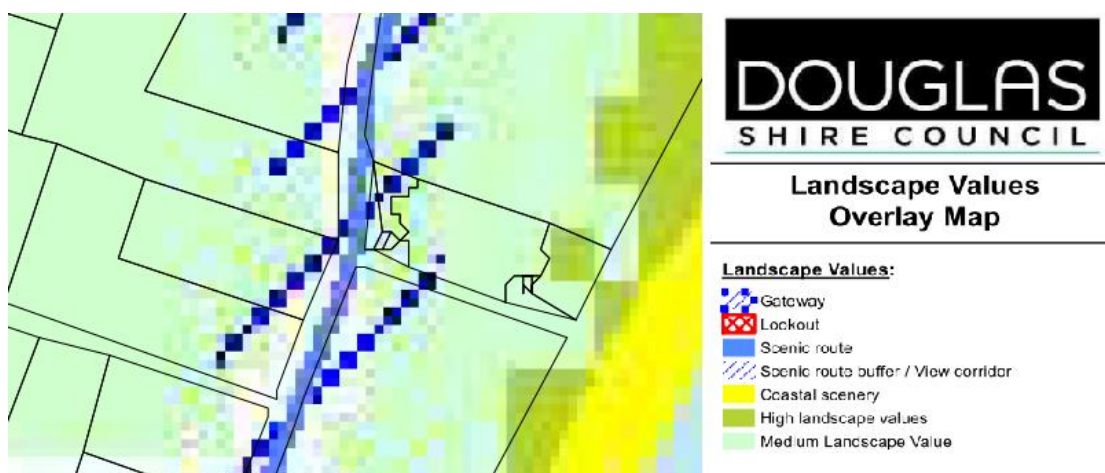 DOUGLAS
SHIRE COUNCIL
Landscape Values
Overlay Map
Landscape Values:
Gateway
Lookout
Scenic route
Scenic route buffer / View corridor
Coastal scenery
High landscape values
Medium Landscape Value